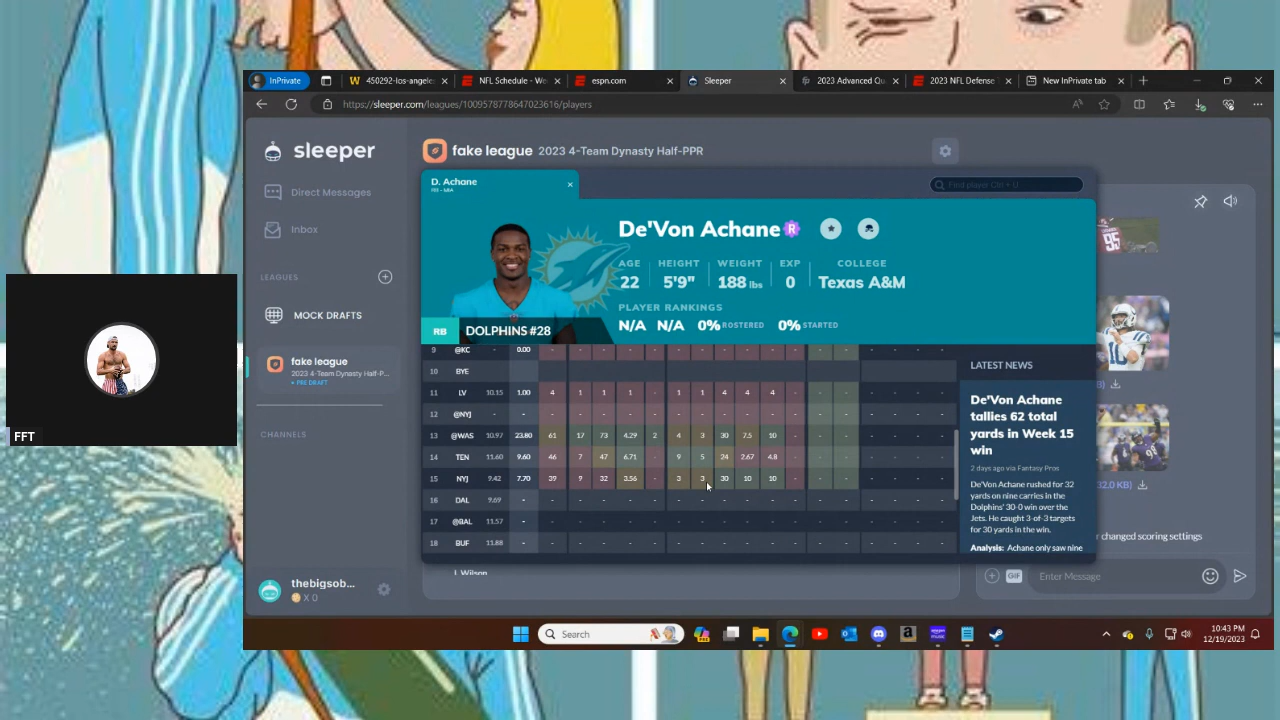 InPrivate
450292-los-angele
NFL Schedule - We
espn.com
Sleeper
2023 Advanced Qu
2023 NFL Defense
New InPrivate tab
https://sleeper.com/leagues/1009578778647023616/players
sleeper
fake league 2023 4-Team Dynasty Half-PPR
Direct Messages
Inbox
LEAGUES
MOCK DRAFTS
fake league
2023 4-Team Dynasty Half-P...
PRE DRAFT
CHANNELS
thebigsob...
X 0
D. Achane
Find player Ctrl + U
De'Von Achane R
AGE HEIGHT WEIGHT EXP COLLEGE
22 5'9" 188 lbs 0 Texas A&M
PLAYER RANKINGS
N/A N/A 0% ROSTERED 0% STARTED
RB DOLPHINS #28
9 @KC - 0.00 - - - - - - - - - - - - - - - - -
10 BYE
11 LV 10.15 1.00 4 1 1 1 - 1 1 4 4 4 - - - - - - -
12 @NYJ - - - - - - - - - - - - - - - - - - -
13 @WAS 10.97 23.80 61 17 73 4.29 2 4 3 30 7.5 10 - - - - - - -
14 TEN 11.60 9.60 46 7 47 6.71 - 9 5 24 2.67 4.8 - - - - - - -
15 NYJ 9.42 7.70 39 9 32 3.56 - 3 3 30 10 10 - - - - - - -
16 DAL 9.69 - - - - - - - - - - - - - - - - - -
17 @BAL 11.57 - - - - - - - - - - - - - - - - - -
18 BUF 11.88 - - - - - - - - - - - - - - - - - -
LATEST NEWS
De'Von Achane
tallies 62 total
yards in Week 15
win
2 days ago via Fantasy Pros
De'Von Achane rushed for 32
yards on nine carries in the
Dolphins' 30-0 win over the
Jets. He caught 3-of-3 targets
for 30 yards in the win.
Analysis: Achane only saw nine
J. Wilson
95
10
32.0 KB)
changed scoring settings
GIF
Enter Message
FFT
Search
10:43 PM
12/19/2023